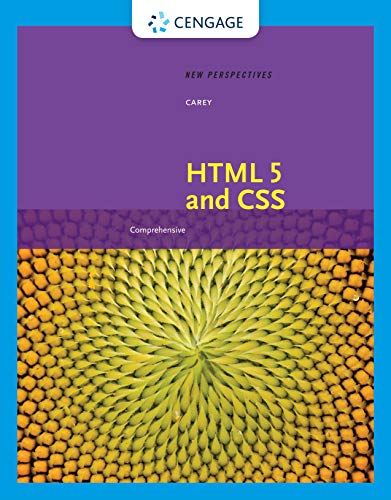 CENGAGE
NEW PERSPECTIVES
CAREY
HTML 5
and CSS
Comprehensive